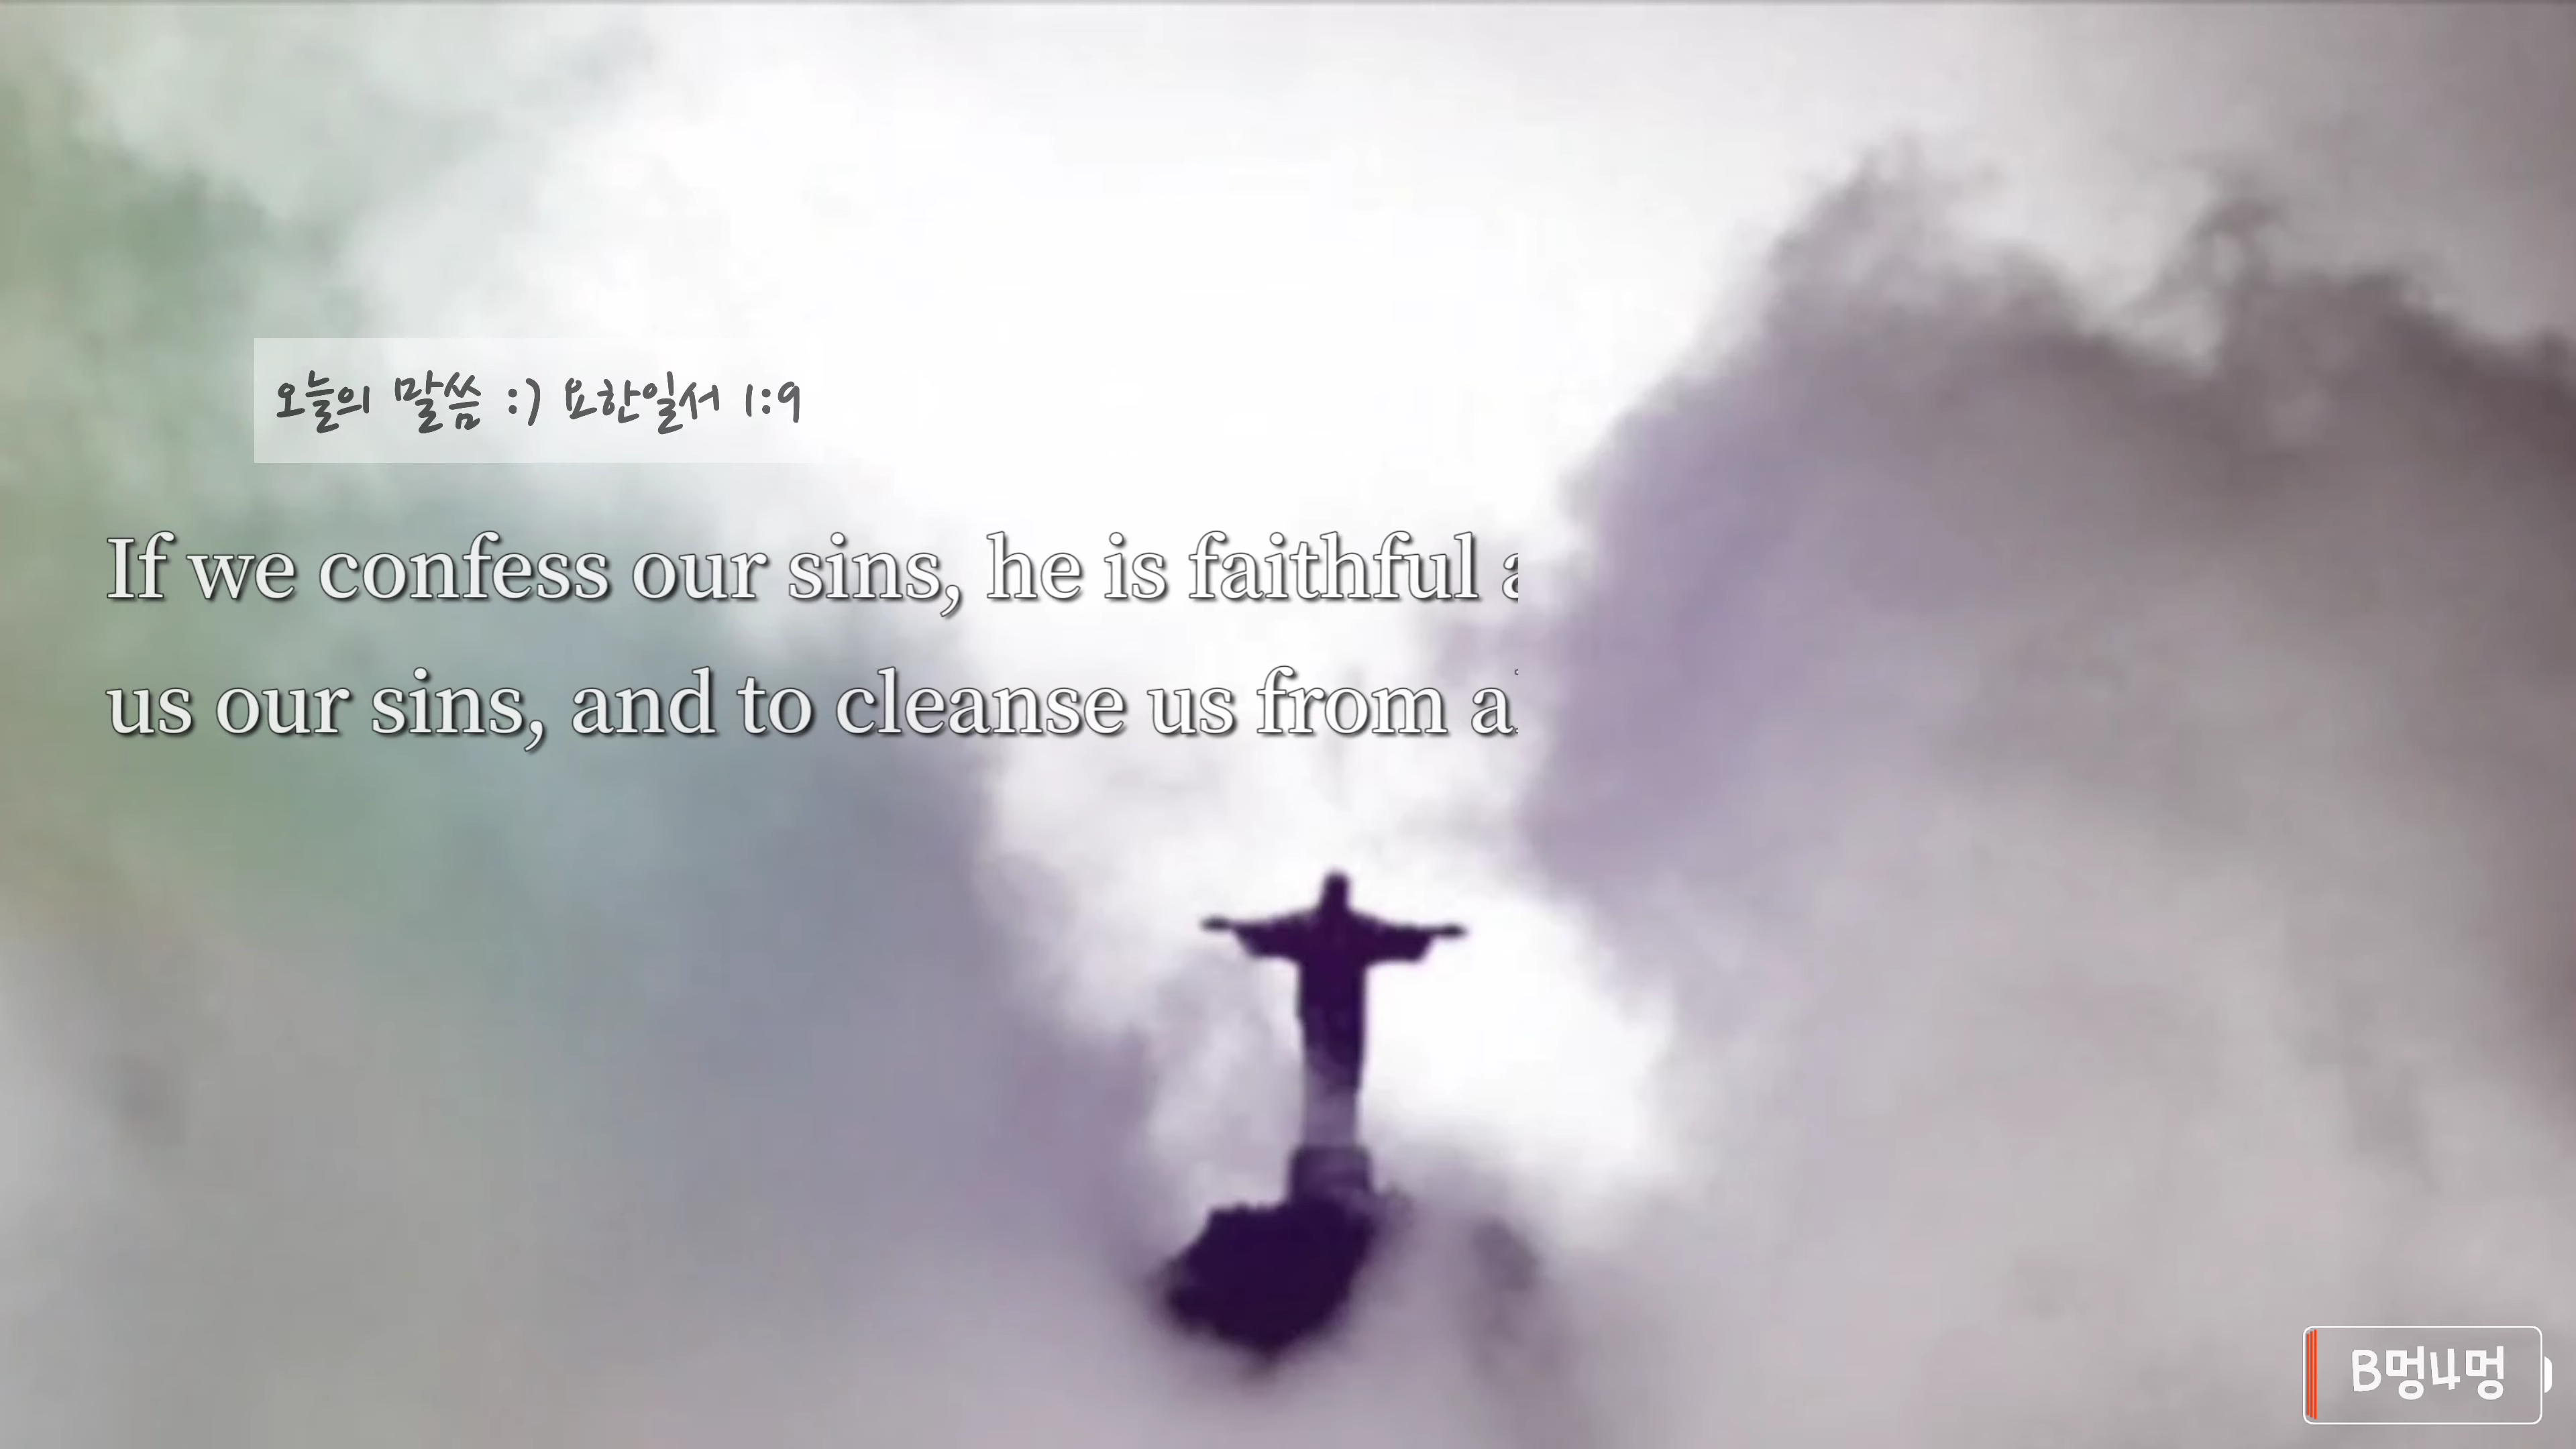 오늘의 말씀 :) 요한일서 1:9
If we confess our sins, he is faithful
us our sins, and to cleanse us from
B멍4멍